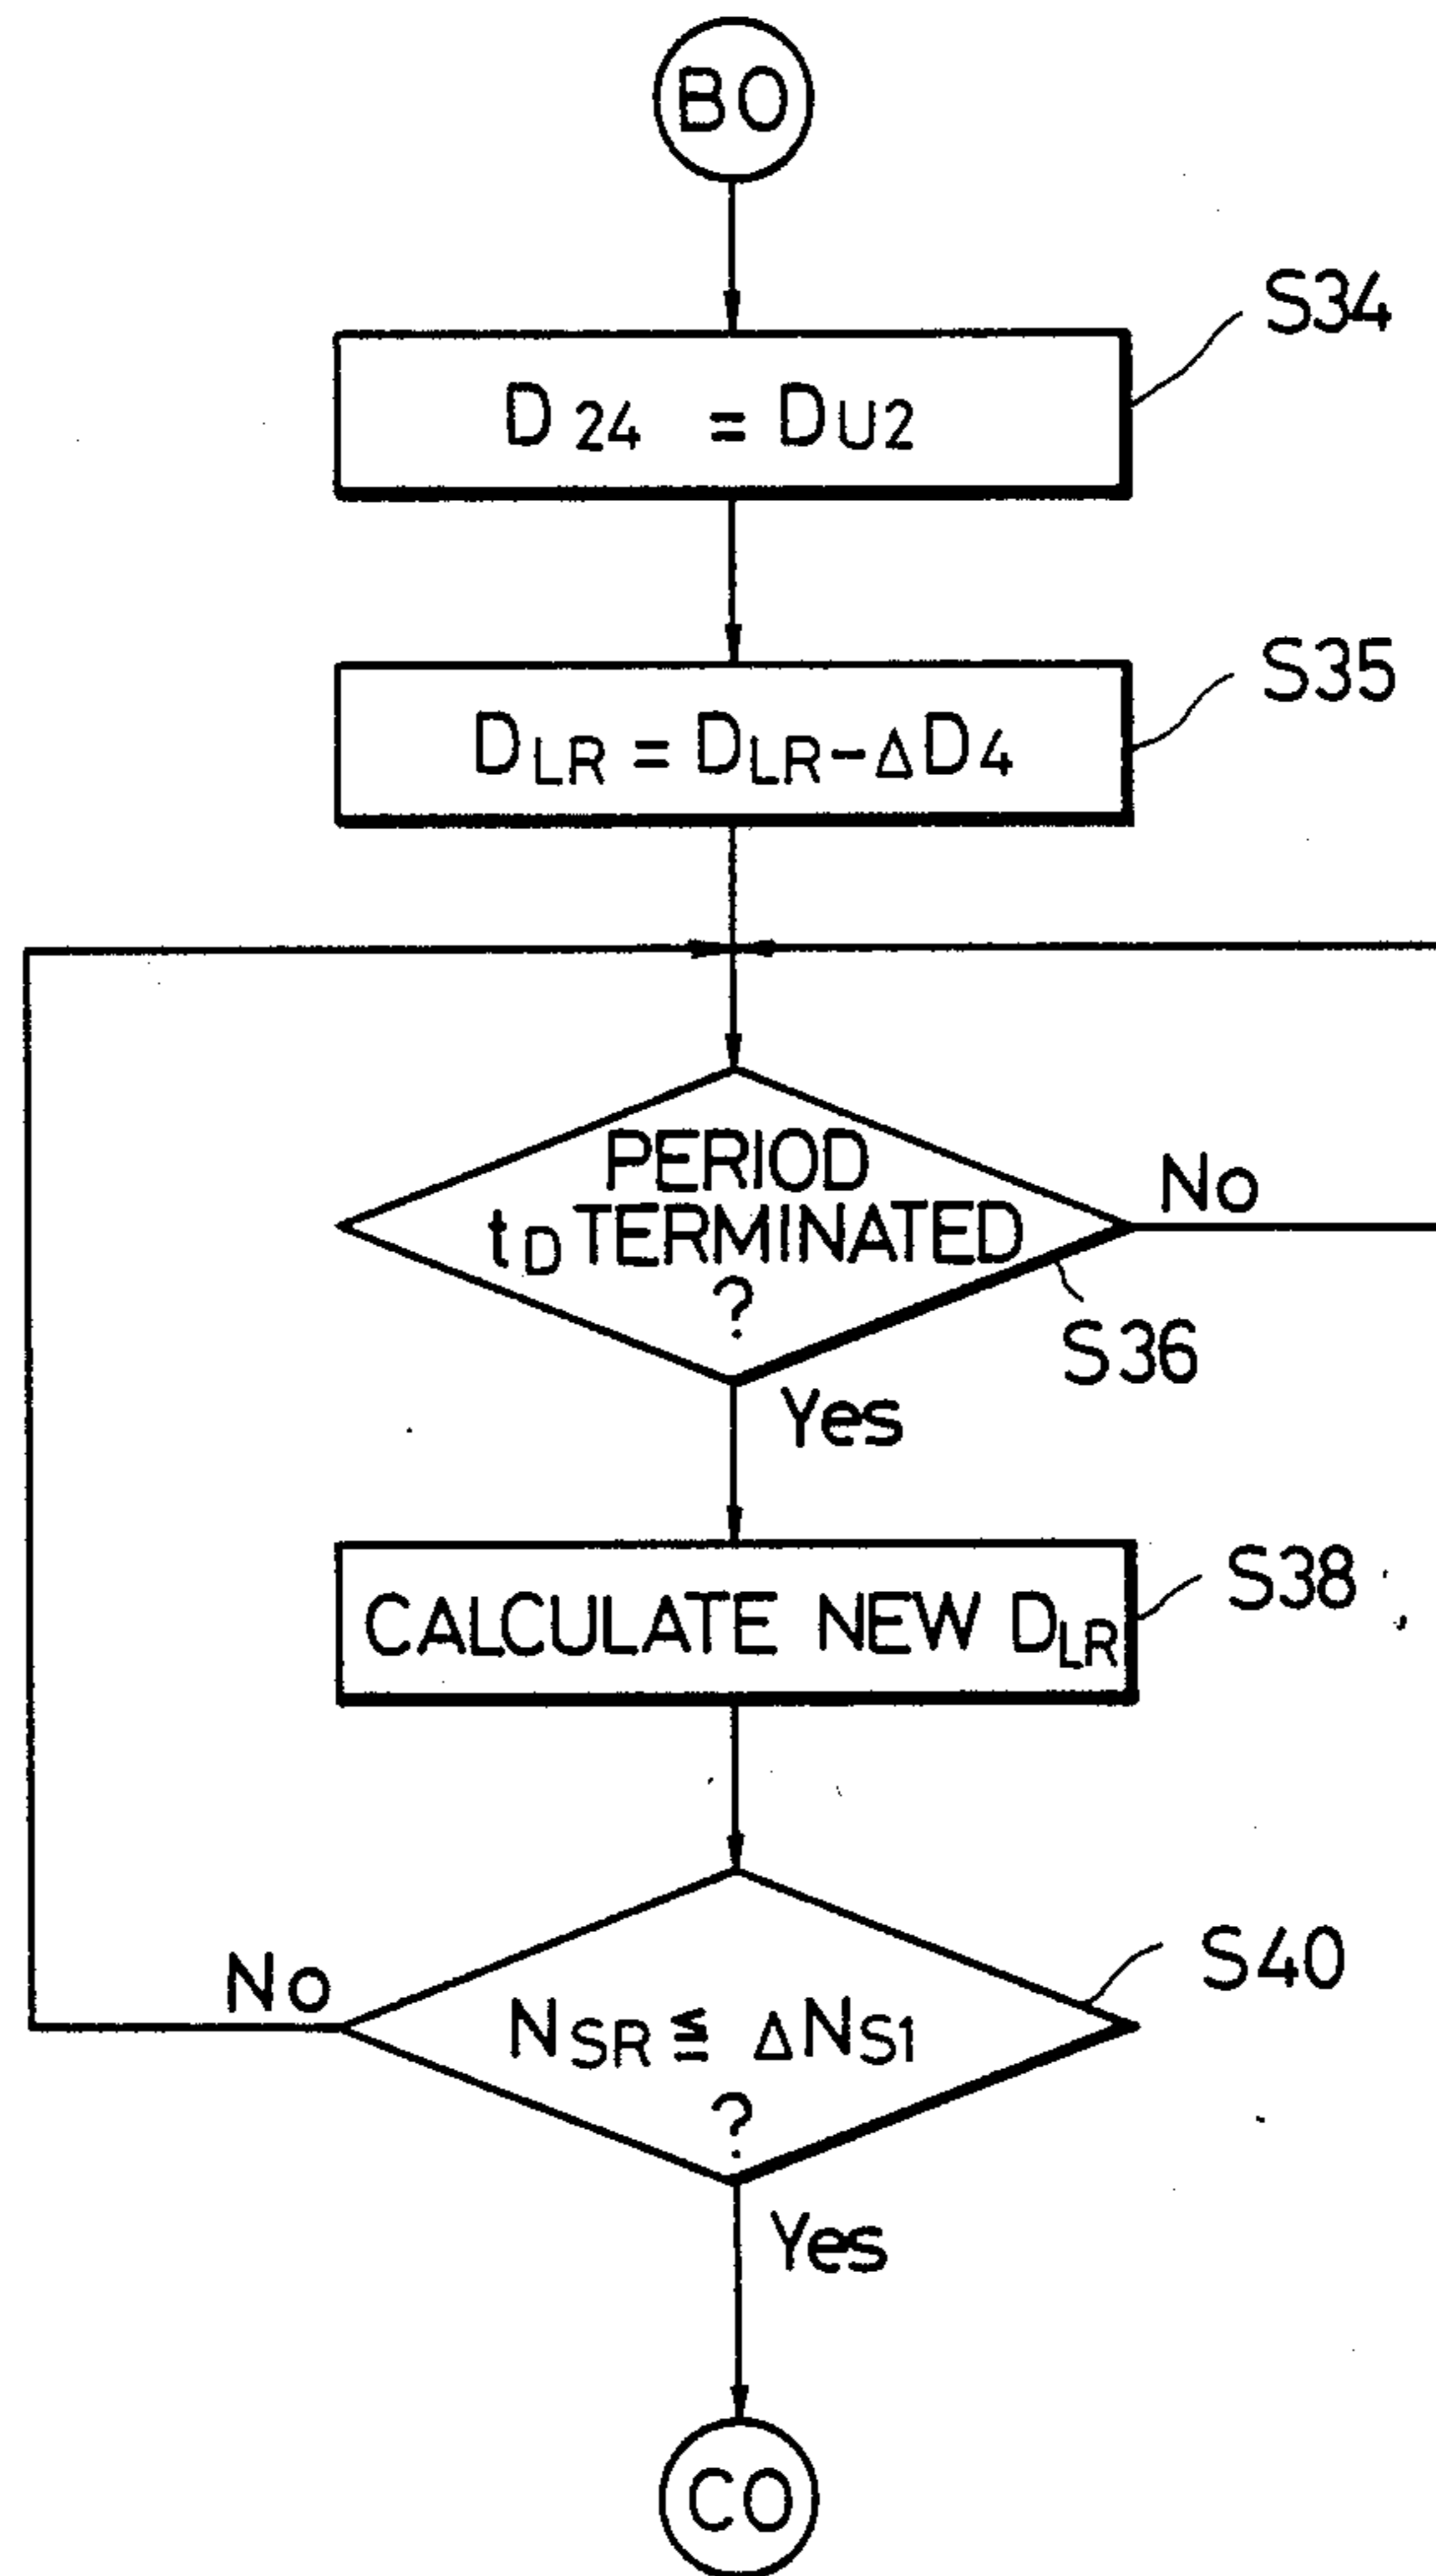 BO
S34
D24 = DU2
S35
DLR = DLR - ΔD4
PERIOD
tD TERMINATED
?
No
S36
Yes
S38
CALCULATE NEW DLR
S40
No
NSR ≦ ΔNS1
?
Yes
CO